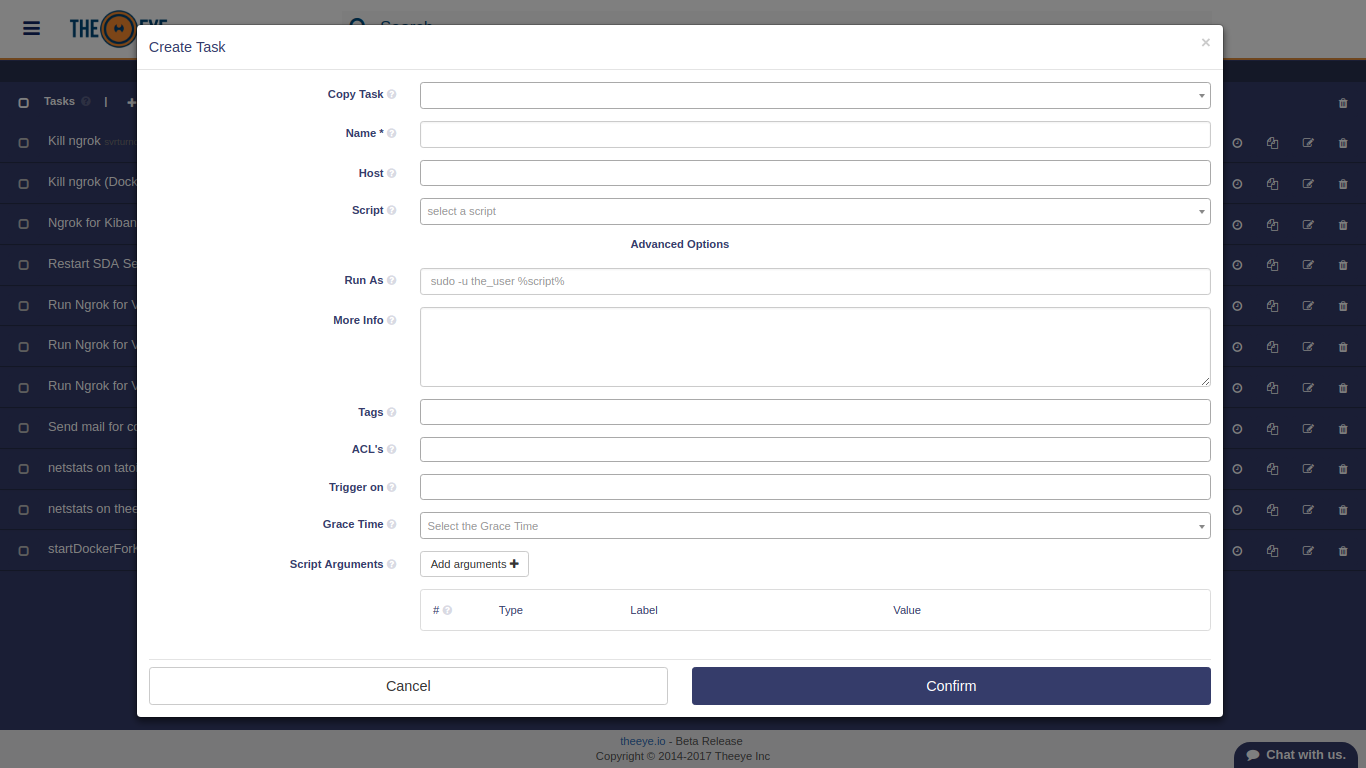 THE EYE
Search
Create Task
×
Copy Task
Name *
Host
Script
select a script
Advanced Options
Run As
sudo -u the_user %script%
More Info
Tags
ACL's
Trigger on
Grace Time
Select the Grace Time
Script Arguments
Add arguments
# Type Label Value
Cancel
Confirm
Tasks |
Kill ngrok
Kill ngrok (Dock
Ngrok for Kiban
Restart SDA Se
Run Ngrok for V
Run Ngrok for V
Run Ngrok for V
Send mail for co
netstats on tato
netstats on thee
startDockerForK
theeye.io - Beta Release
Copyright © 2014-2017 Theeye Inc
Chat with us.